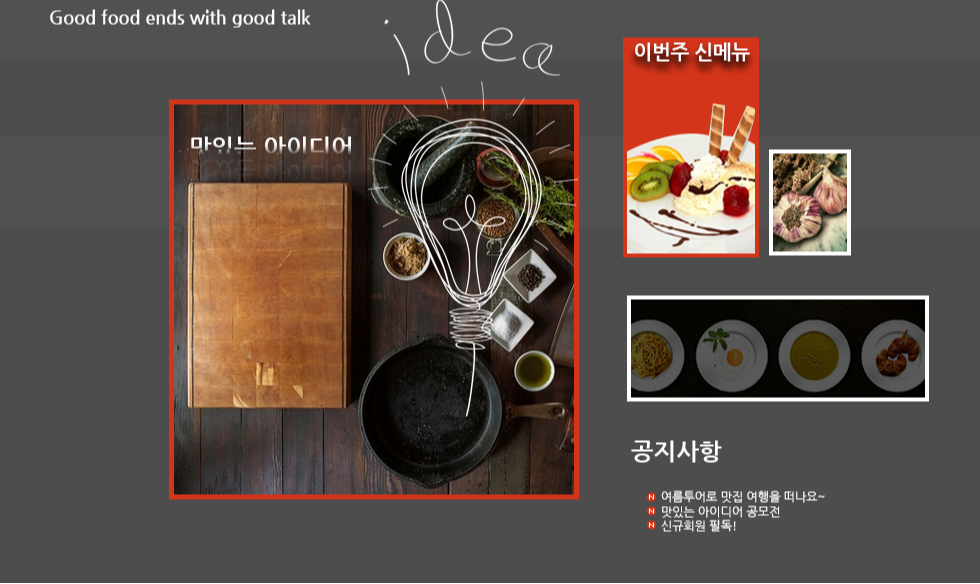 Good food ends with good talk
idea
이번주 신메뉴
맛있는 아이디어
공지사항
N 여름투어로 맛집 여행을 떠나요~
N 맛있는 아이디어 공모전
N 신규회원 필독!